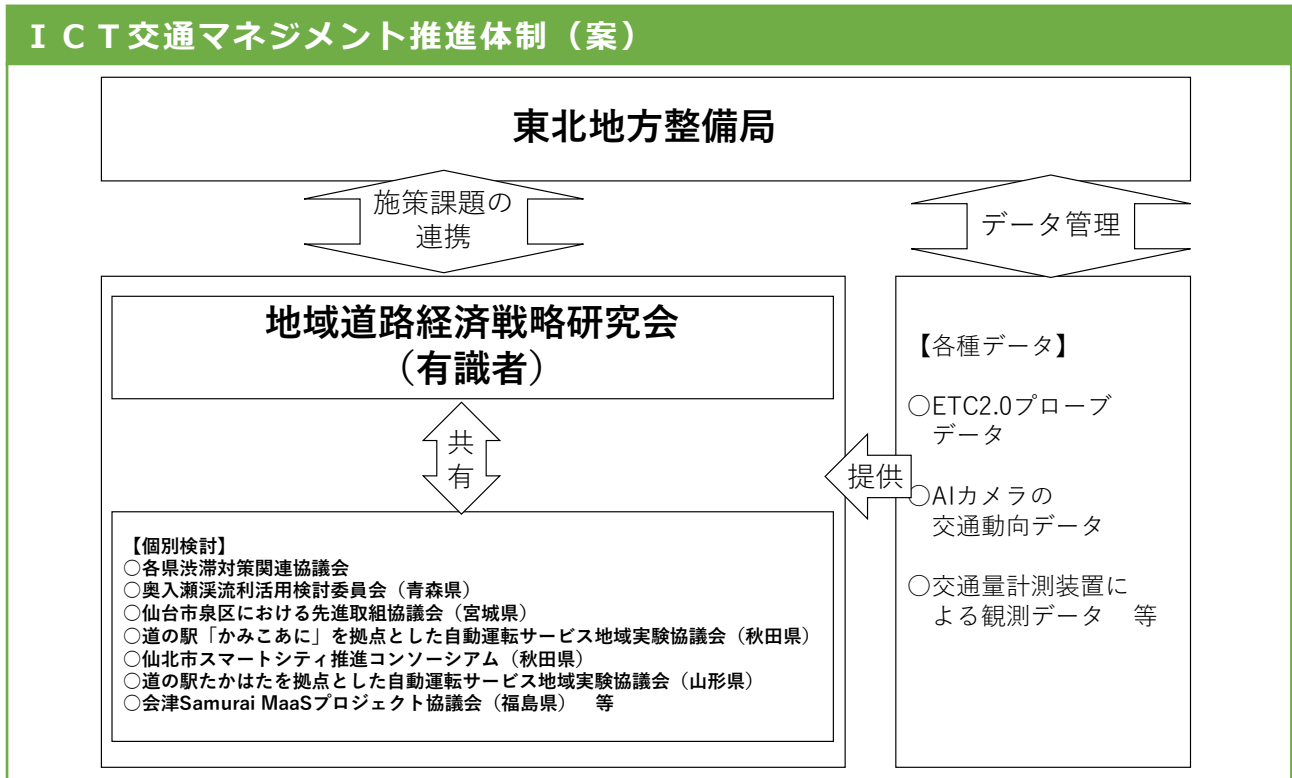 ＩＣＴ交通マネジメント推進体制（案）
東北地方整備局
施策課題の
連携
データ管理
地域道路経済戦略研究会
（有識者）
共
有
【個別検討】
○各県渋滞対策関連協議会
○奥入瀬渓流利活用検討委員会（青森県）
○仙台市泉区における先進取組協議会（宮城県）
○道の駅「かみこあに」を拠点とした自動運転サービス地域実験協議会（秋田県）
○仙北市スマートシティ推進コンソーシアム（秋田県）
○道の駅たかはたを拠点とした自動運転サービス地域実験協議会（山形県）
○会津Samurai MaaSプロジェクト協議会（福島県）　等
提供
【各種データ】
○ETC2.0プローブ
データ
○AIカメラの
交通動向データ
○交通量計測装置に
よる観測データ　等